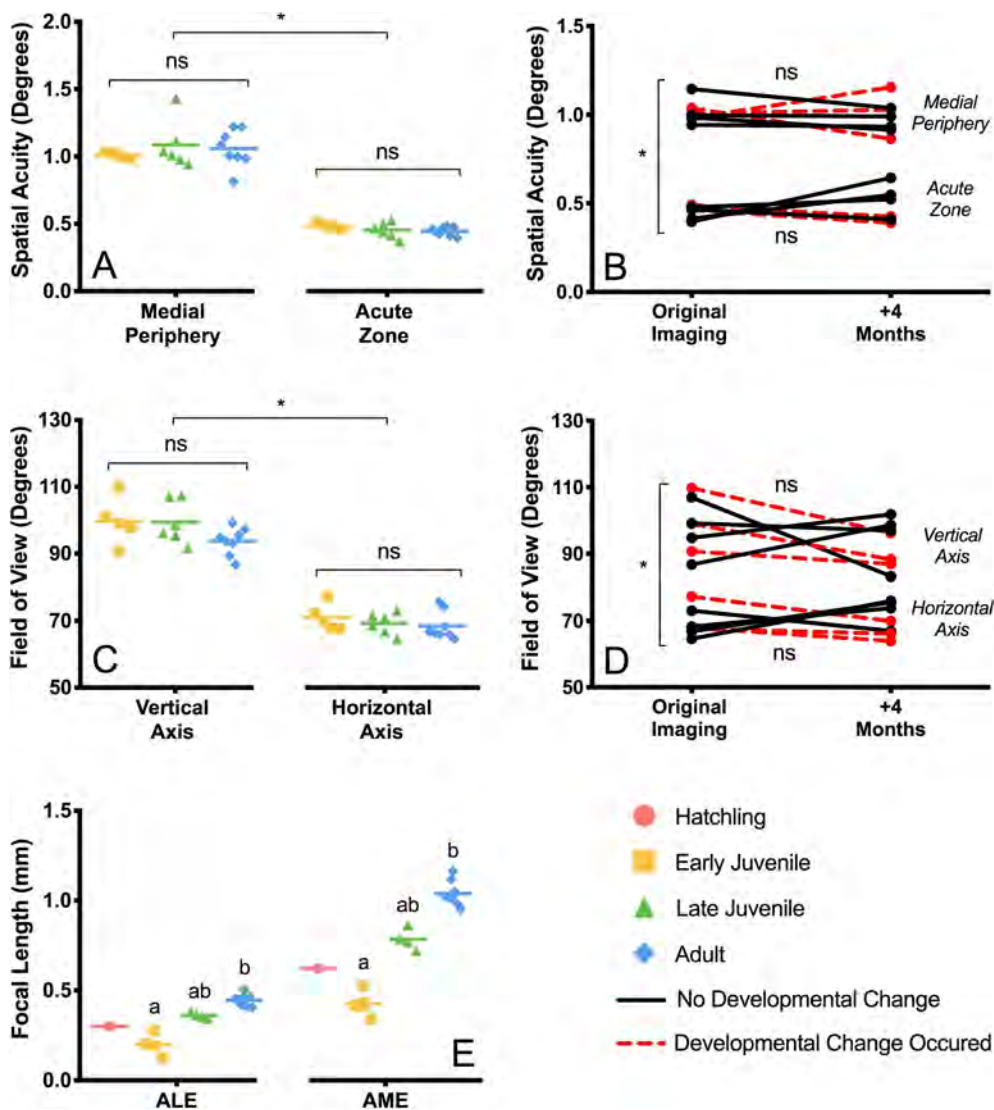 2.0
1.5
1.0
0.5
0.0
Spatial Acuity (Degrees)
*
ns
ns
A
Medial
Periphery
Acute
Zone
1.5
1.0
0.5
0.0
Spatial Acuity (Degrees)
ns
*
ns
Medial
Periphery
Acute
Zone
B
Original
Imaging
+4
Months
130
110
90
70
50
Field of View (Degrees)
*
ns
ns
C
Vertical
Axis
Horizontal
Axis
130
110
90
70
50
Field of View (Degrees)
ns
*
ns
Vertical
Axis
Horizontal
Axis
D
Original
Imaging
+4
Months
1.5
1.0
0.5
0.0
Focal Length (mm)
a
ab
b
a
ab
b
E
ALE
AME
Hatchling
Early Juvenile
Late Juvenile
Adult
No Developmental Change
Developmental Change Occured